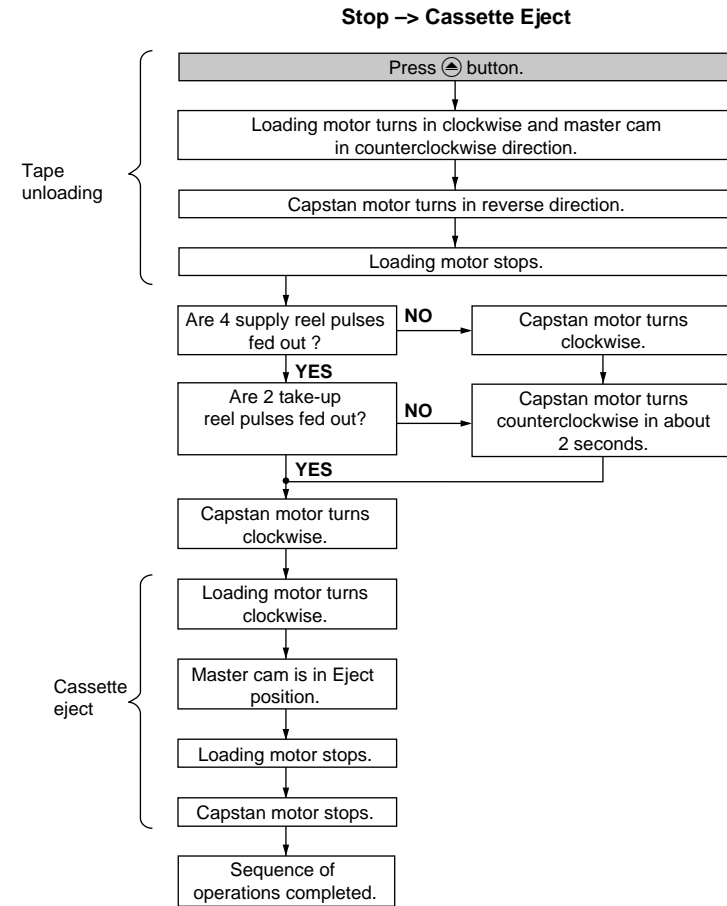 Stop –> Cassette Eject
Press ⏏ button.
Loading motor turns in clockwise and master cam
in counterclockwise direction.
Tape
unloading
Capstan motor turns in reverse direction.
Loading motor stops.
Are 4 supply reel pulses
fed out ?
NO
Capstan motor turns
clockwise.
YES
Are 2 take-up
reel pulses fed out?
NO
Capstan motor turns
counterclockwise in about
2 seconds.
YES
Capstan motor turns
clockwise.
Loading motor turns
clockwise.
Cassette
eject
Master cam is in Eject
position.
Loading motor stops.
Capstan motor stops.
Sequence of
operations completed.